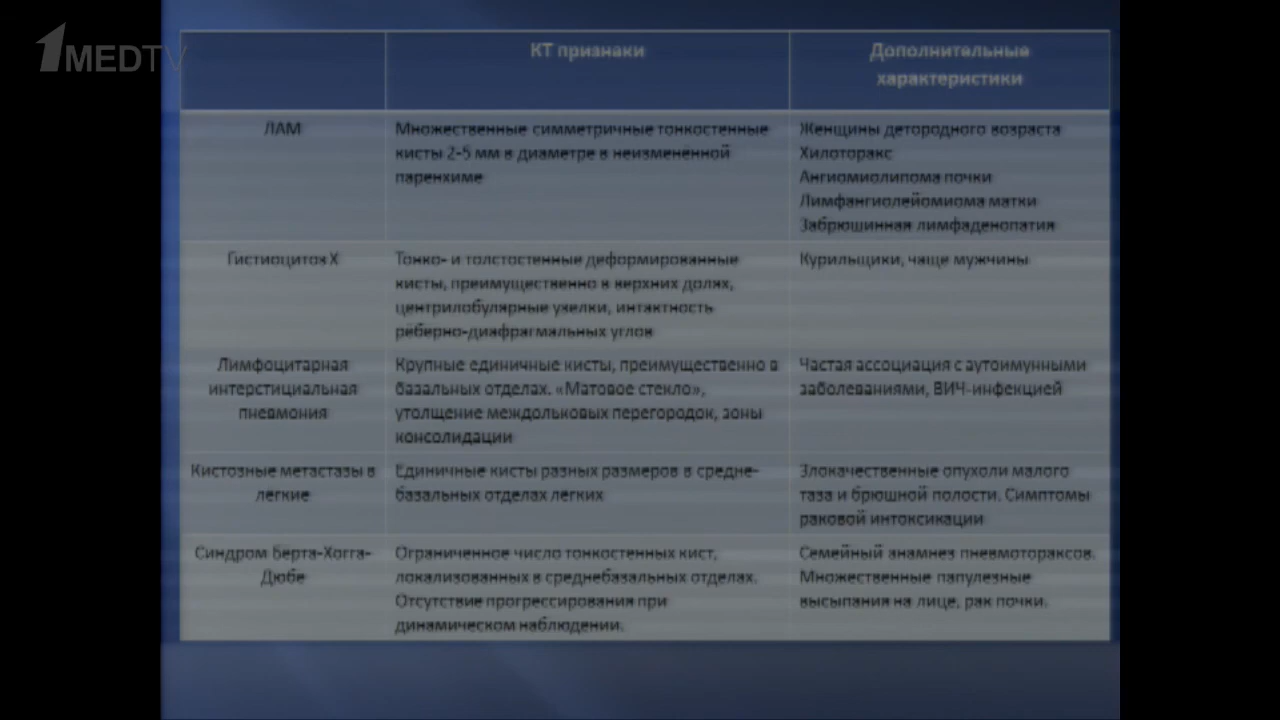 1MEDTV
КТ признаки
Дополнительные
характеристики
ЛАМ
Множественные симметричные тонкостенные
кисты 2-5 мм в диаметре в неизмененной
паренхиме
Женщины детородного возраста
Хилоторакс
Ангиомиолипома почки
Лимфангиолейомиома матки
Забрюшинная лимфаденопатия
Гистиоцитоз X
Тонко- и толстостенные деформированные
кисты, преимущественно в верхних долях,
центрилобулярные узелки, интактность
рёберно-диафрагмальных углов
Курильщики, чаще мужчины
Лимфоцитарная
интерстициальная
пневмония
Крупные единичные кисты, преимущественно в
базальных отделах. «Матовое стекло»,
утолщение междольковых перегородок, зоны
консолидации
Частая ассоциация с аутоимунными
заболеваниями, ВИЧ-инфекцией
Кистозные метастазы в
легкие
Единичные кисты разных размеров в средне-
базальных отделах лёгких
Злокачественные опухоли малого
таза и брюшной полости. Симптомы
раковой интоксикации
Синдром Берта-Хогга-
Дюбе
Ограниченное число тонкостенных кист,
локализованных в среднебазальных отделах.
Отсутствие прогрессирования при
динамическом наблюдении.
Семейный анамнез пневмотораксов.
Множественные папулезные
высыпания на лице, рак почки.